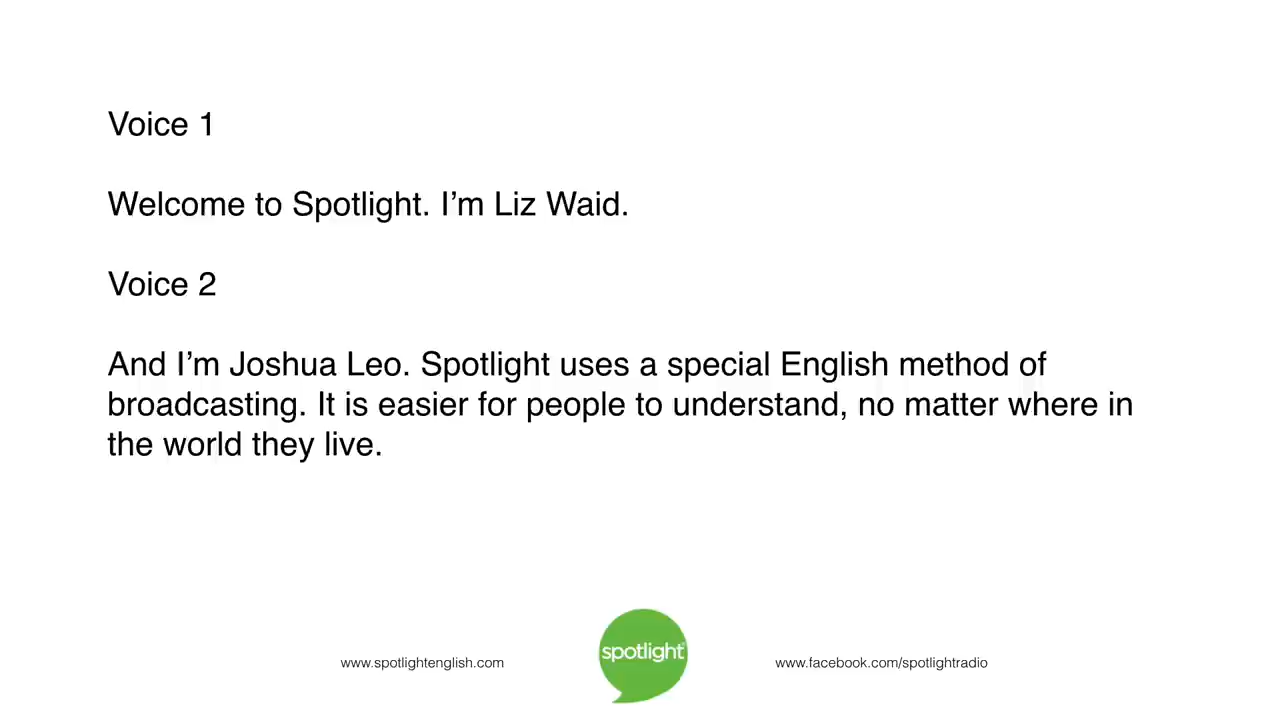 Voice 1
Welcome to Spotlight. I’m Liz Waid.
Voice 2
And I’m Joshua Leo. Spotlight uses a special English method of
broadcasting. It is easier for people to understand, no matter where in
the world they live.
www.spotlightenglish.com
spotlight
www.facebook.com/spotlightradio